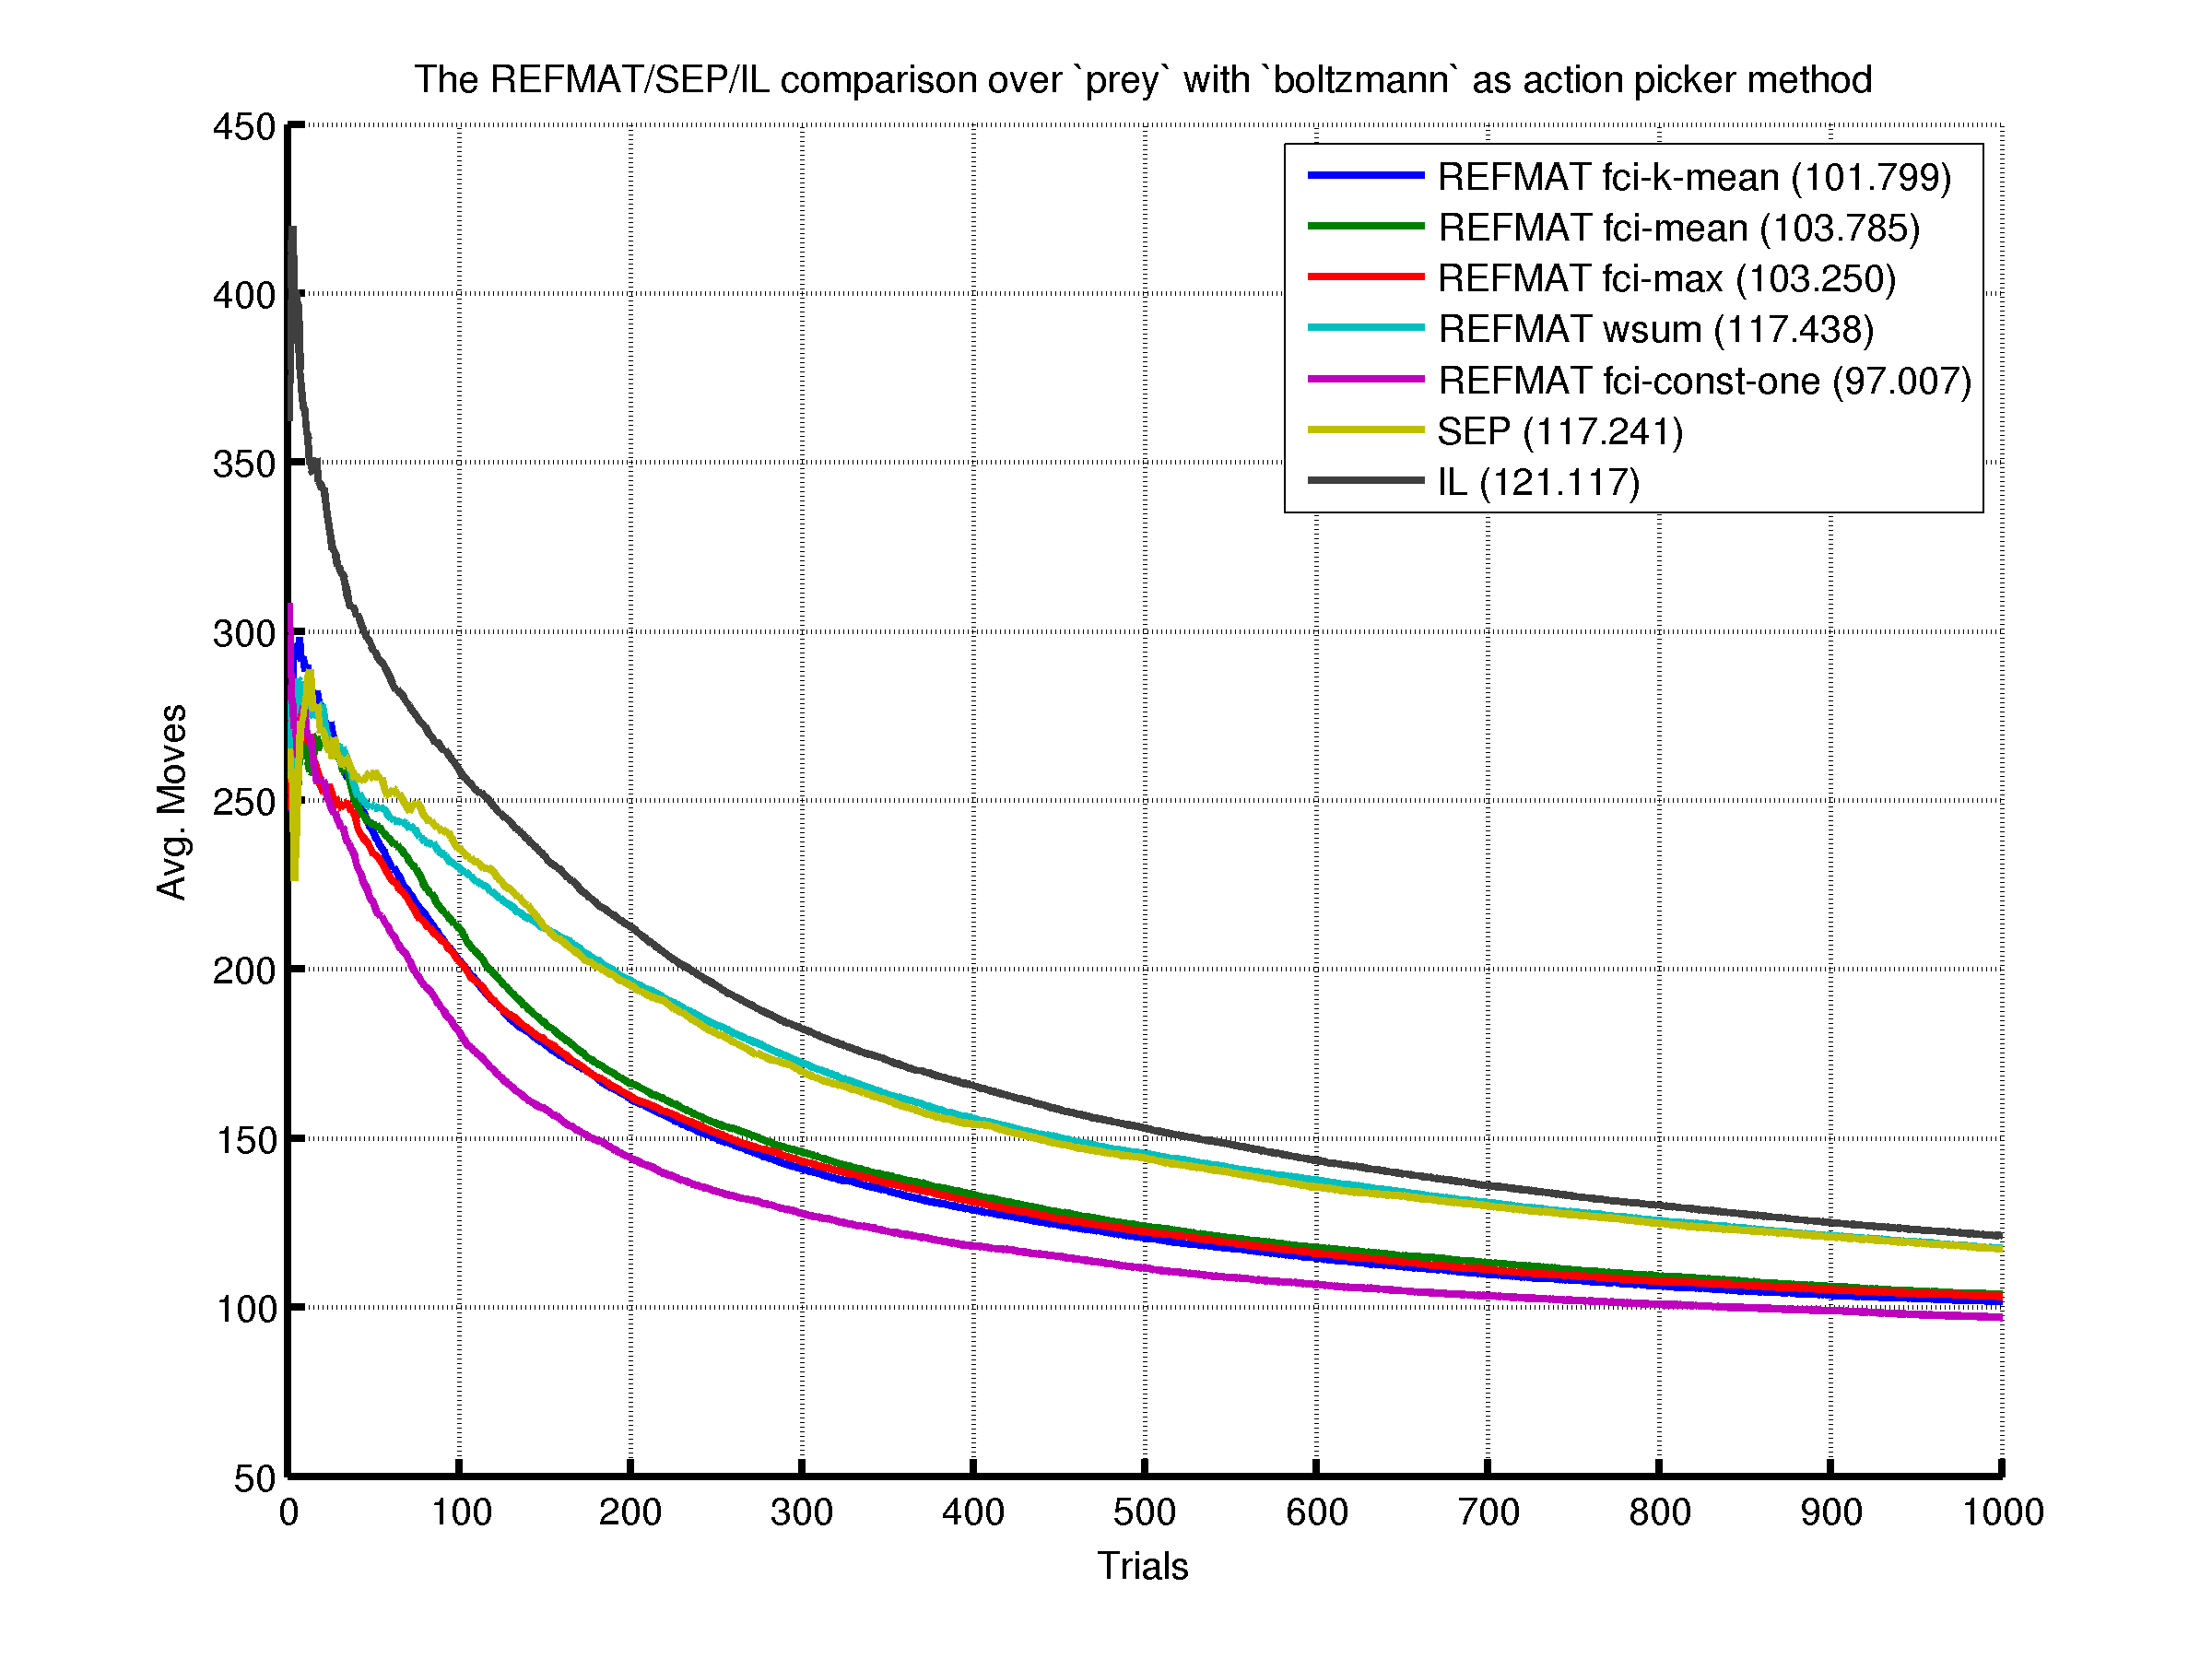 The REFMAT/SEP/IL comparison over `prey` with `boltzmann` as action picker method
450
400
350
300
250
200
150
100
50
Avg. Moves
REFMAT fci-k-mean (101.799)
REFMAT fci-mean (103.785)
REFMAT fci-max (103.250)
REFMAT wsum (117.438)
REFMAT fci-const-one (97.007)
SEP (117.241)
IL (121.117)
0 100 200 300 400 500 600 700 800 900 1000
Trials